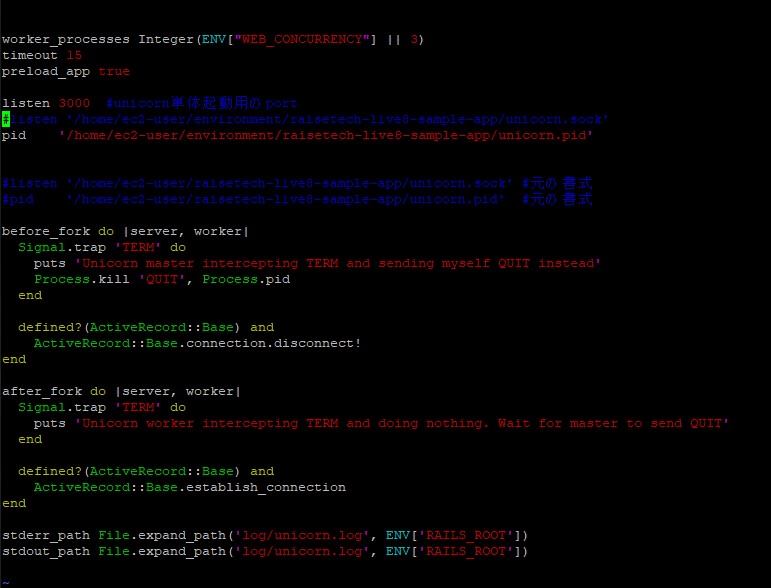 worker_processes Integer(ENV["WEB_CONCURRENCY"] || 3)
timeout 15
preload_app true
listen 3000  #unicorn単体起動用のport
#listen '/home/ec2-user/environment/raisetech-live8-sample-app/unicorn.sock'
pid    '/home/ec2-user/environment/raisetech-live8-sample-app/unicorn.pid'
#listen '/home/ec2-user/raisetech-live8-sample-app/unicorn.sock' #元の書式
#pid    '/home/ec2-user/raisetech-live8-sample-app/unicorn.pid'  #元の書式
before_fork do |server, worker|
  Signal.trap 'TERM' do
    puts 'Unicorn master intercepting TERM and sending myself QUIT instead'
    Process.kill 'QUIT', Process.pid
  end
  defined?(ActiveRecord::Base) and
    ActiveRecord::Base.connection.disconnect!
end
after_fork do |server, worker|
  Signal.trap 'TERM' do
    puts 'Unicorn worker intercepting TERM and doing nothing. Wait for master to send QUIT'
  end
  defined?(ActiveRecord::Base) and
    ActiveRecord::Base.establish_connection
end
stderr_path File.expand_path('log/unicorn.log', ENV['RAILS_ROOT'])
stdout_path File.expand_path('log/unicorn.log', ENV['RAILS_ROOT'])
~